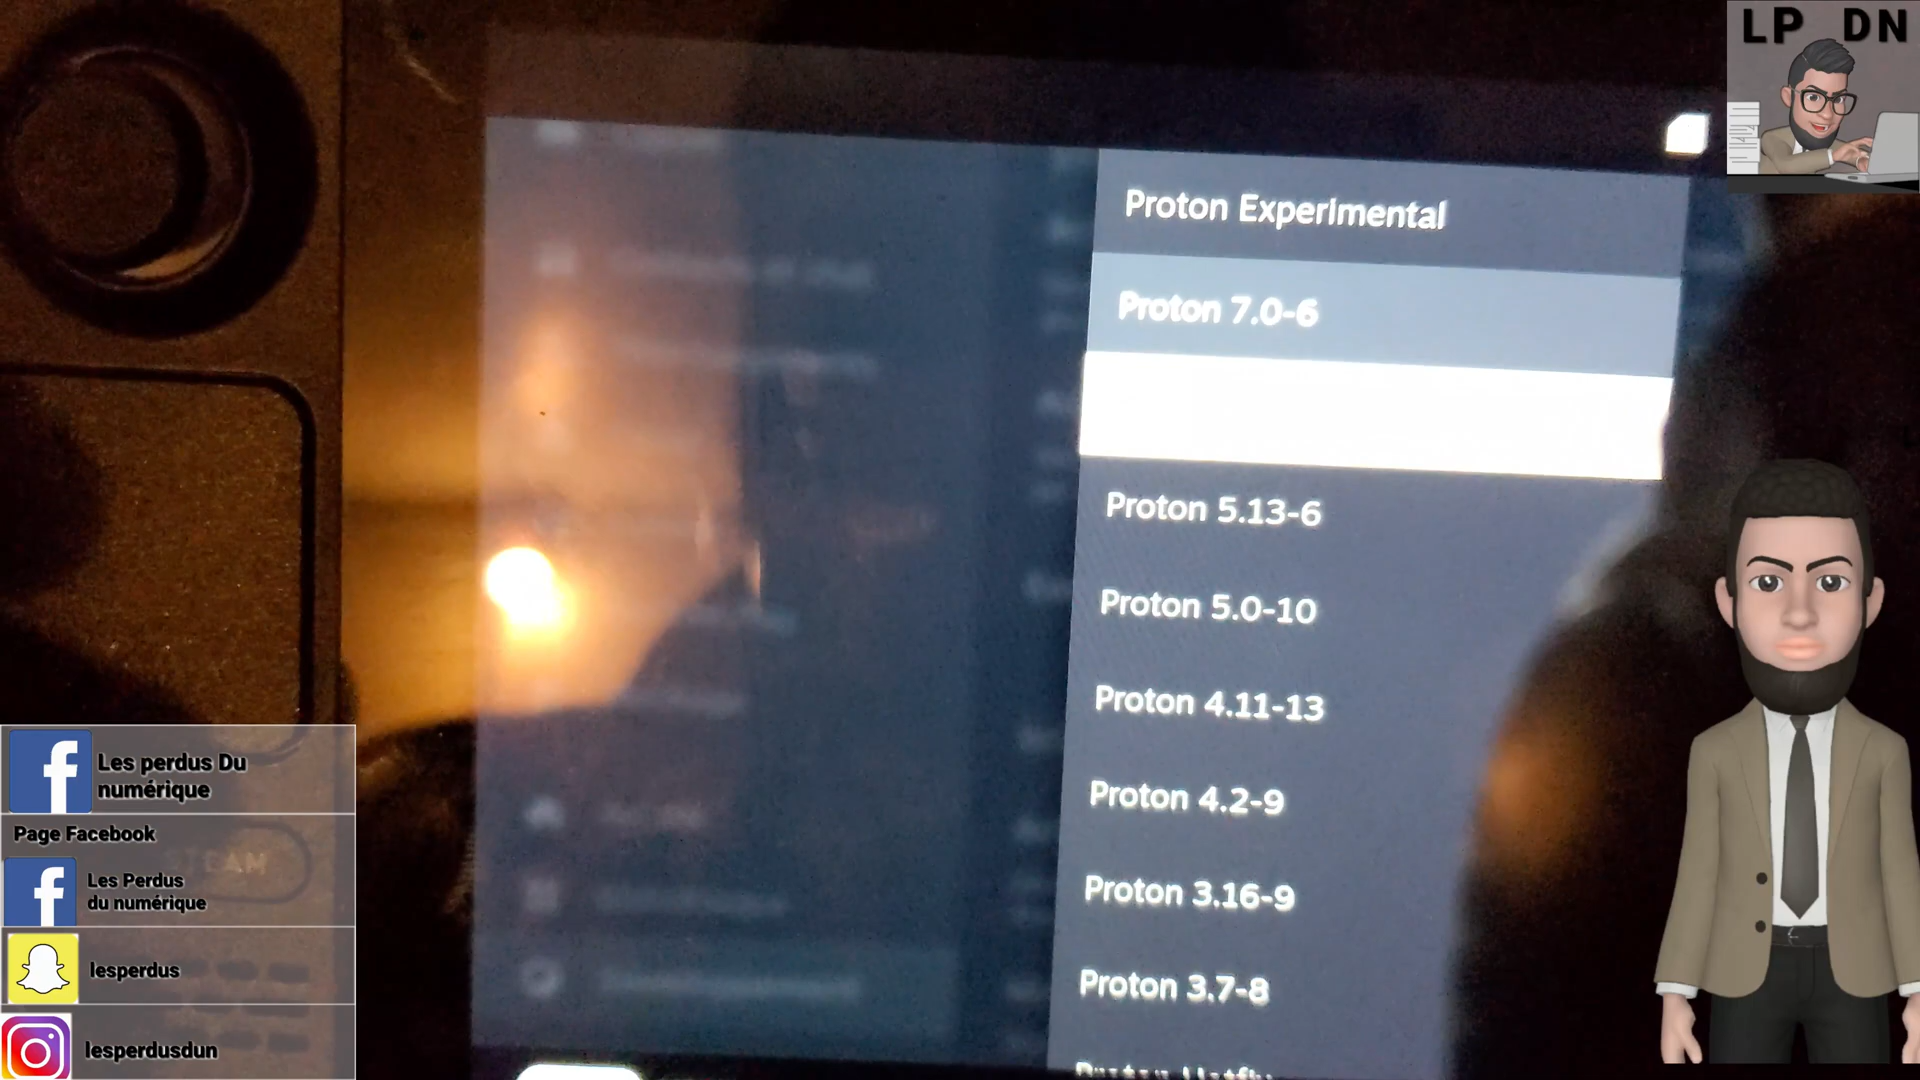 LP DN
Proton Experimental
Proton 7.0-6
Proton 5.13-6
Proton 5.0-10
Proton 4.11-13
Proton 4.2-9
Proton 3.16-9
Proton 3.7-8
Les perdus Du
numérique
Page Facebook
STEAM
Les Perdus
du numérique
lesperdus
lesperdusdun